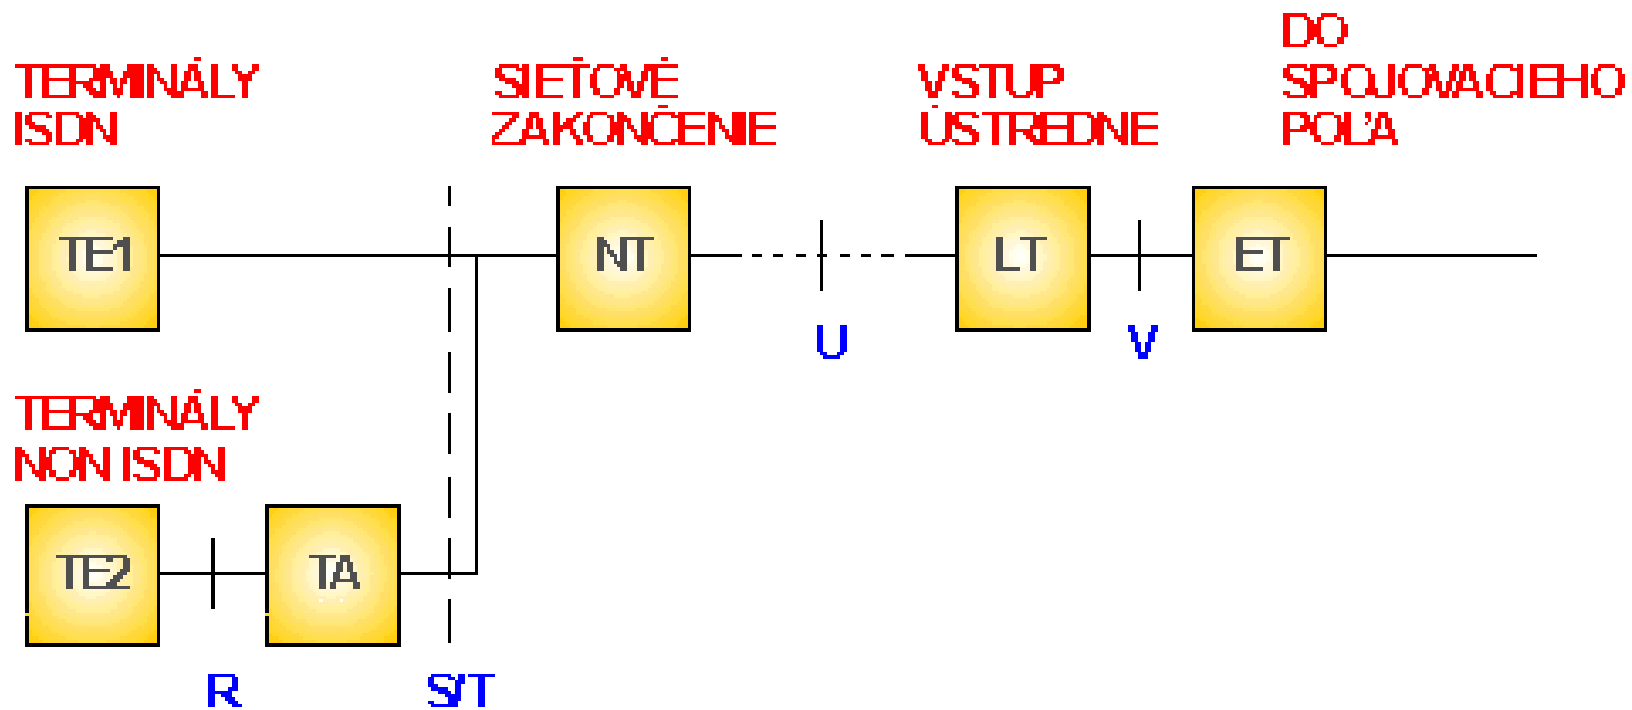 TERMINÁLY
ISDN
SIEŤOVÉ
ZAKONČENIE
VSTUP
ÚSTREDNE
DO
SPOJOVACIEHO
POĽA
TE1
NT
LT
ET
U
V
TERMINÁLY
NON ISDN
TE2
TA
R
S/T